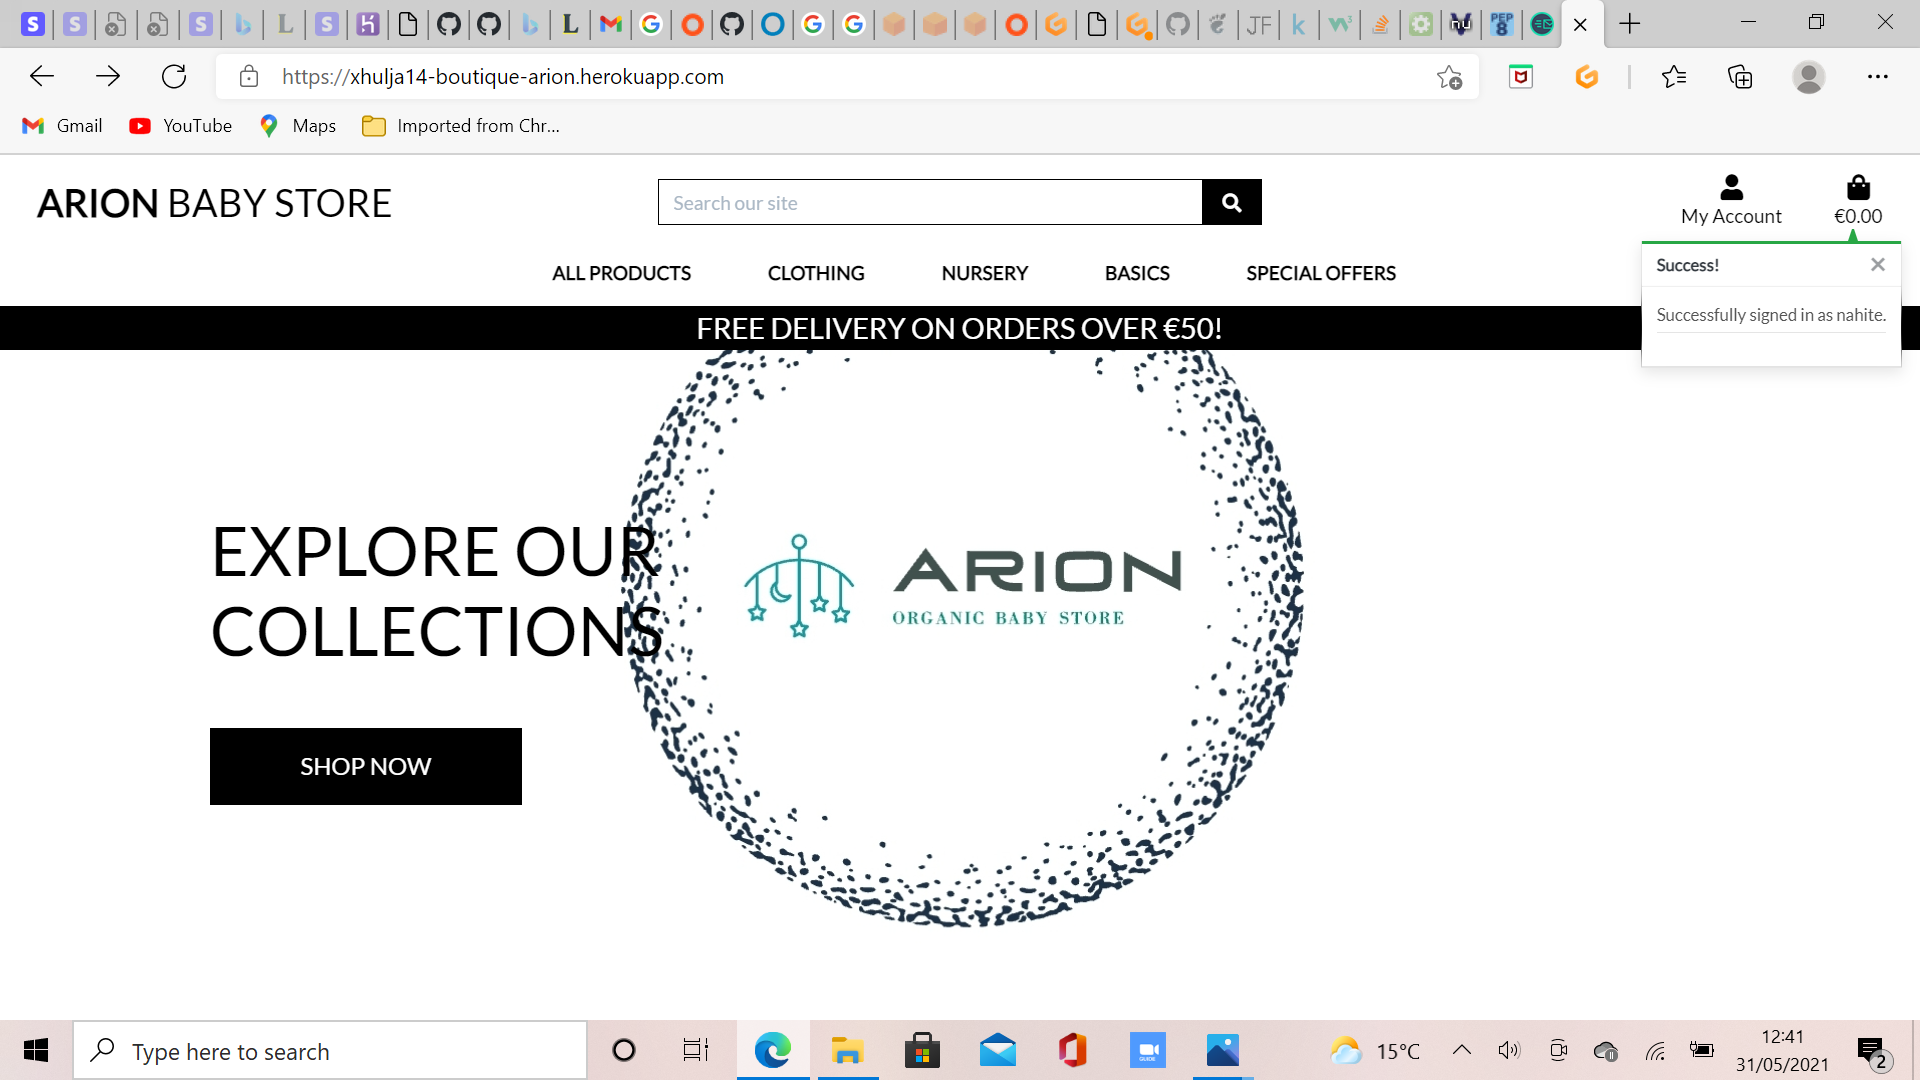 https://xhulja14-boutique-arion.herokuapp.com
Gmail
YouTube
Maps
Imported from Chr...
ARION BABY STORE
Search our site
My Account
€0.00
ALL PRODUCTS
CLOTHING
NURSERY
BASICS
SPECIAL OFFERS
Success!
Successfully signed in as nahite.
FREE DELIVERY ON ORDERS OVER €50!
EXPLORE OUR
COLLECTIONS
ARION
ORGANIC BABY STORE
SHOP NOW
Type here to search
15°C
12:41
31/05/2021
2